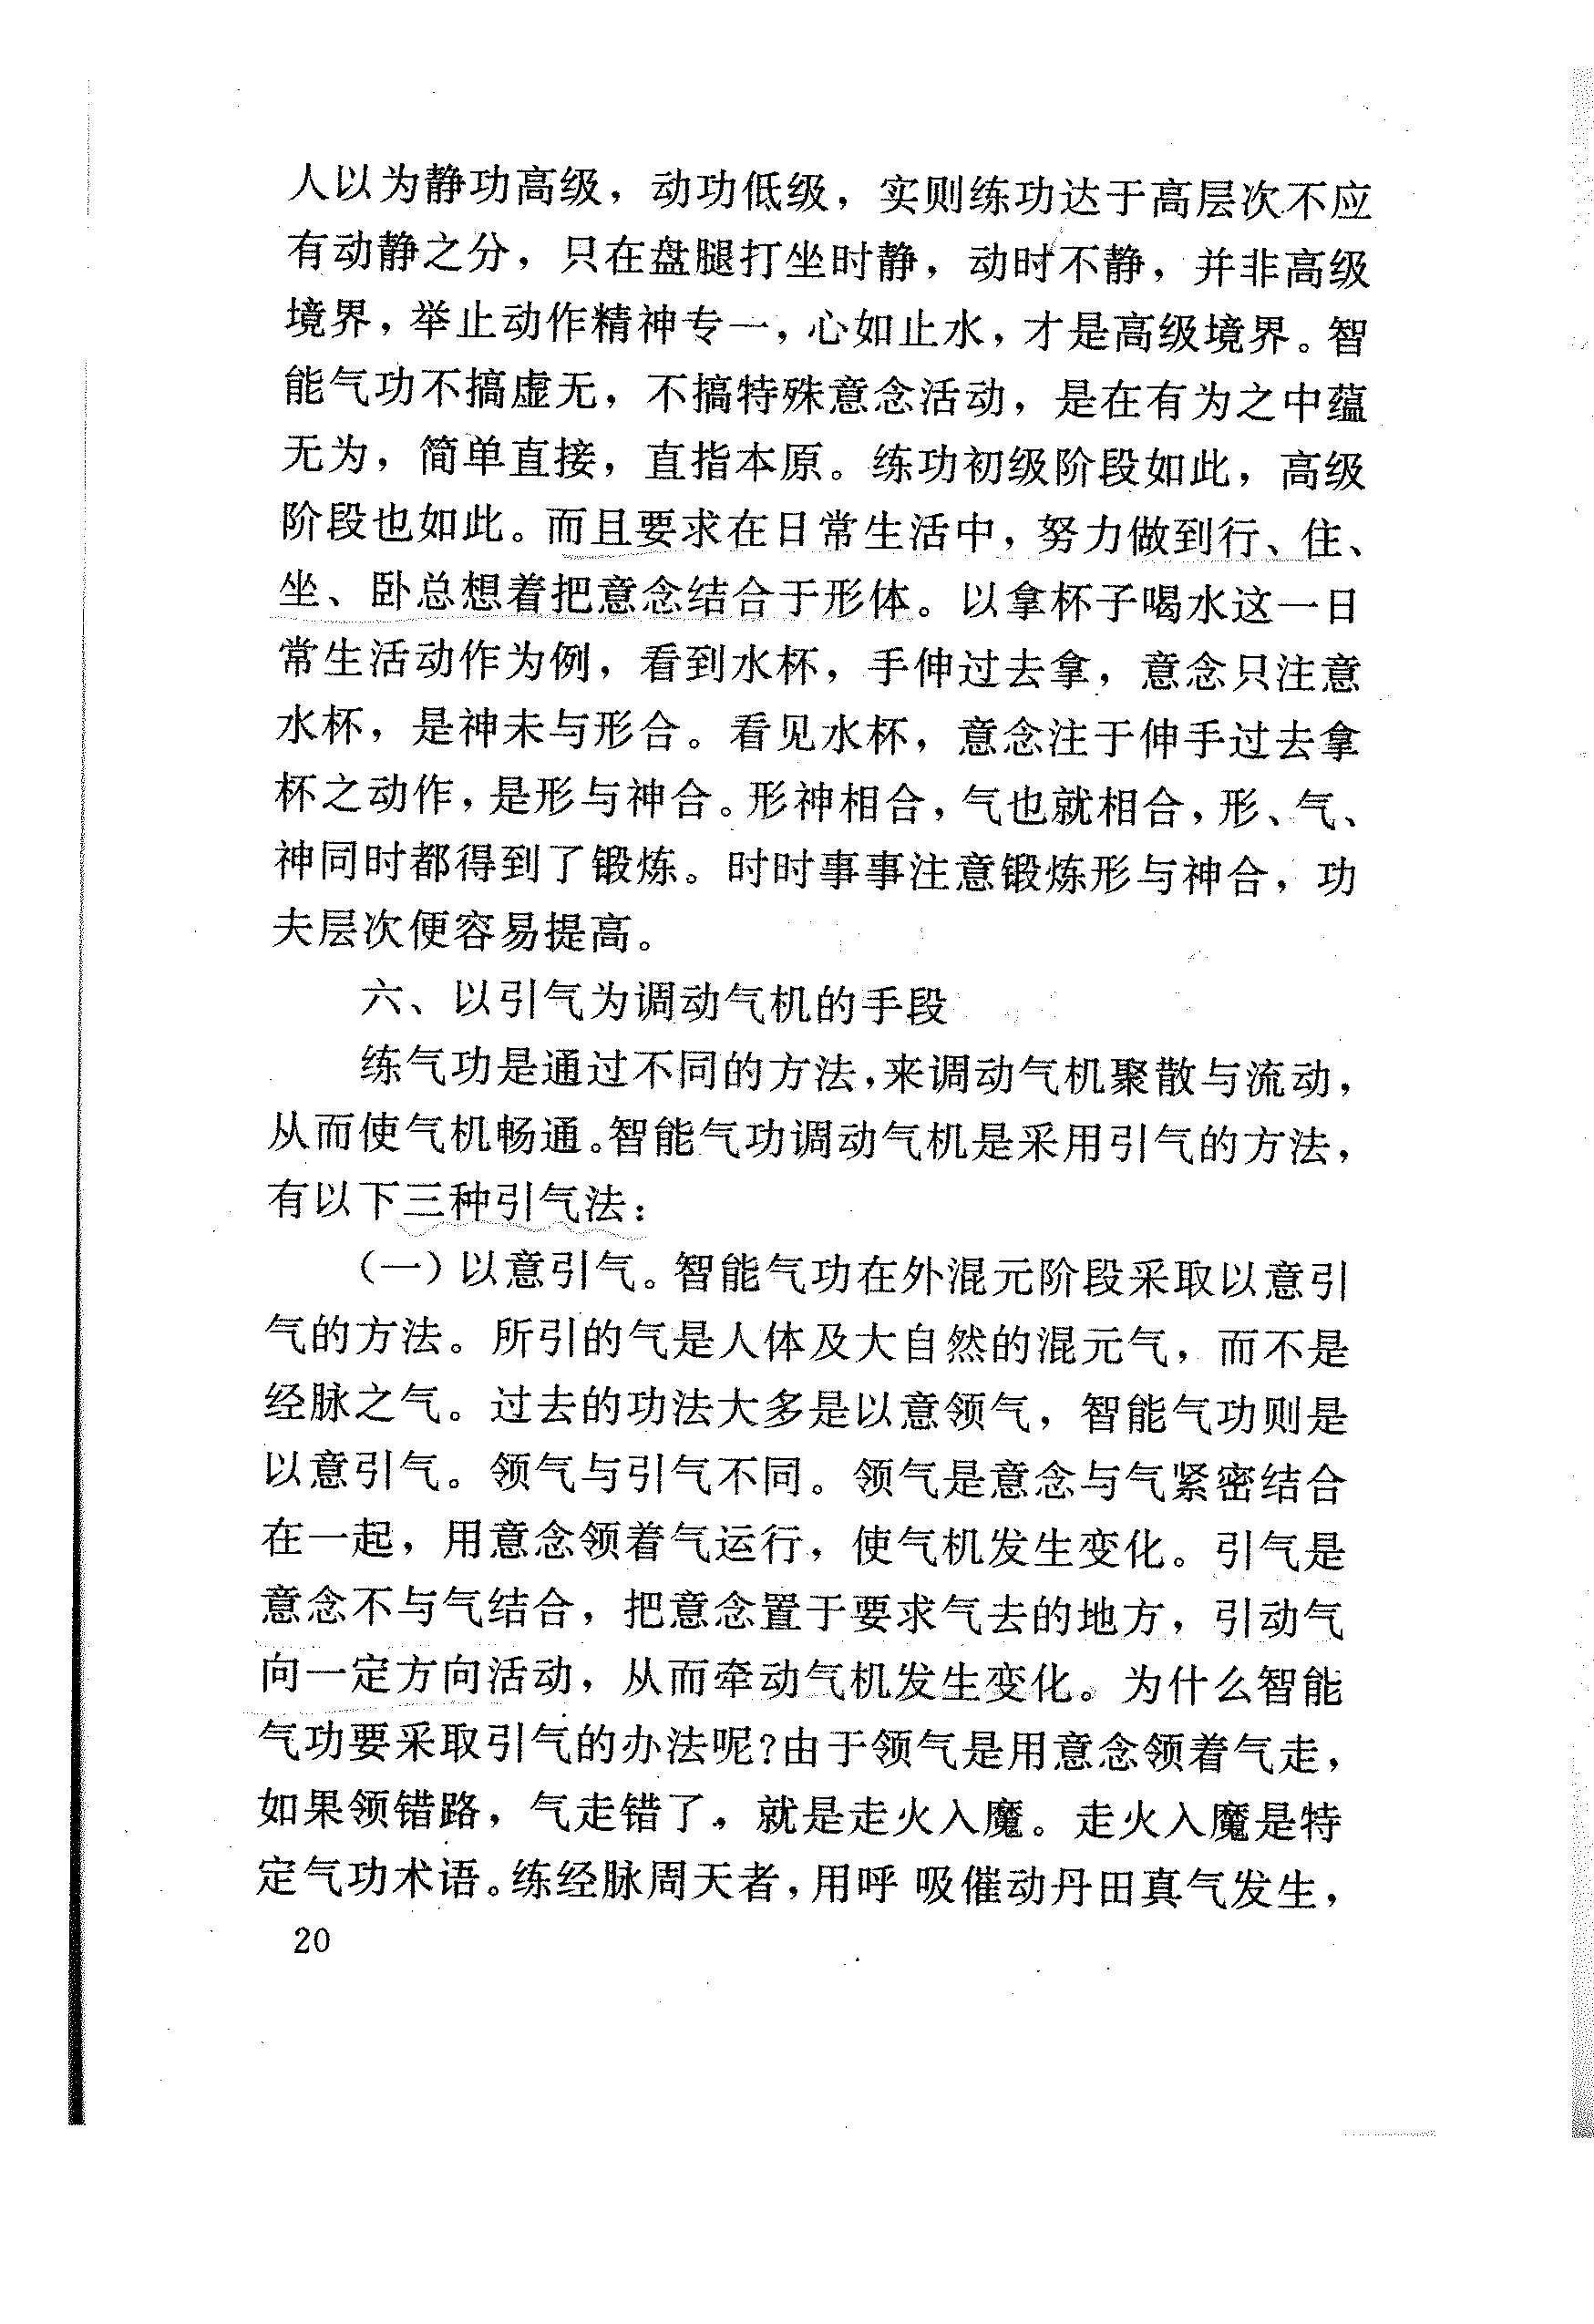 人以为静功高级，动功低级，实则练功达于高层次不应
有动静之分，只在盘腿打坐时静，动时不静，并非高级
境界，举止动作精神专一，心如止水，才是高级境界。智
能气功不搞虚无，不搞特殊意念活动，是在有为之中蕴
无为，简单直接，直指本原。练功初级阶段如此，高级
阶段也如此。而且要求在日常生活中，努力做到行、住、
坐、卧总想着把意念结合于形体。以拿杯子喝水这一日
常生活动作为例，看到水杯，手伸过去拿，意念只注意
水杯，是神未与形合。看见水杯，意念注于伸手过去拿
杯之动作，是形与神合。形神相合，气也就相合，形、气、
神同时都得到了锻炼。时时事事注意锻炼形与神合，功
夫层次便容易提高。
六、以引气为调动气机的手段
练气功是通过不同的方法，来调动气机聚散与流动，
从而使气机畅通。智能气功调动气机是采用引气的方法，
有以下三种引气法：
（一）以意引气。智能气功在外混元阶段采取以意引
气的方法。所引的气是人体及大自然的混元气，而不是
经脉之气。过去的功法大多是以意领气，智能气功则是
以意引气。领气与引气不同。领气是意念与气紧密结合
在一起，用意念领着气运行，使气机发生变化。引气是
意念不与气结合，把意念置于要求气去的地方，引动气
向一定方向活动，从而牵动气机发生变化。为什么智能
气功要采取引气的办法呢？由于领气是用意念领着气走，
如果领错路，气走错了，就是走火入魔。走火入魔是特
定气功术语。练经脉周天者，用呼 吸催动丹田真气发生，
20